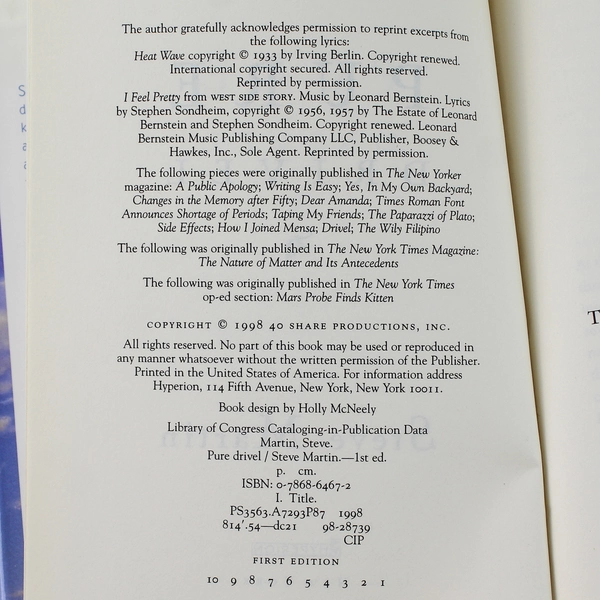 The author gratefully acknowledges permission to reprint excerpts from
the following lyrics:
Heat Wave copyright © 1933 by Irving Berlin. Copyright renewed.
International copyright secured. All rights reserved.
Reprinted by permission.
I Feel Pretty from WEST SIDE STORY. Music by Leonard Bernstein. Lyrics
by Stephen Sondheim, copyright © 1956, 1957 by The Estate of Leonard
Bernstein and Stephen Sondheim. Copyright renewed. Leonard
Bernstein Music Publishing Company LLC, Publisher, Boosey &
Hawkes, Inc., Sole Agent. Reprinted by permission.
The following pieces were originally published in The New Yorker
magazine: A Public Apology; Writing Is Easy; Yes, In My Own Backyard;
Changes in the Memory after Fifty; Dear Amanda; Times Roman Font
Announces Shortage of Periods; Taping My Friends; The Paparazzi of Plato;
Side Effects; How I Joined Mensa; Drivel; The Wily Filipino
The following was originally published in The New York Times Magazine:
The Nature of Matter and Its Antecedents
The following was originally published in The New York Times
op-ed section: Mars Probe Finds Kitten
COPYRIGHT © 1998 40 SHARE PRODUCTIONS, INC.
All rights reserved. No part of this book may be used or reproduced in
any manner whatsoever without the written permission of the Publisher.
Printed in the United States of America. For information address
Hyperion, 114 Fifth Avenue, New York, New York 10011.
Book design by Holly McNeely
Library of Congress Cataloging-in-Publication Data
Martin, Steve.
Pure drivel / Steve Martin.—1st ed.
p. cm.
ISBN: 0-7868-6467-2
I. Title.
PS3563.A7293P87 1998
814'.54—dc21 98-28739
CIP
FIRST EDITION
10 9 8 7 6 5 4 3 2 1